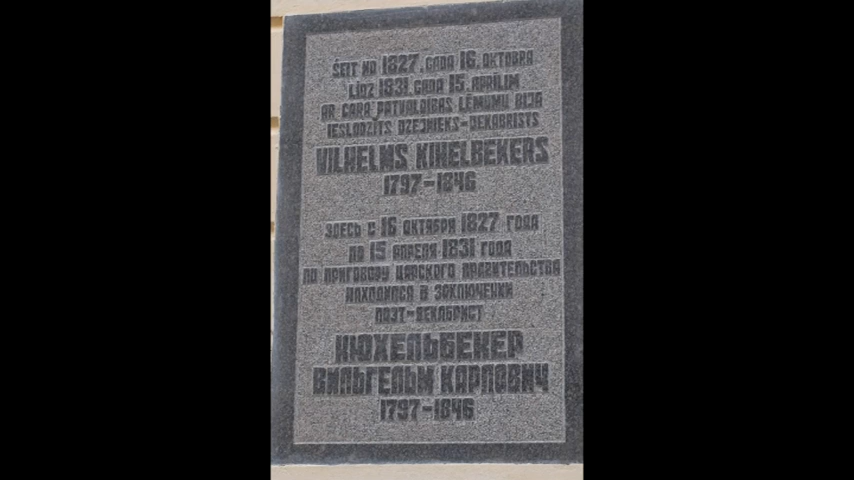 ŠEIT NO 1827. GADA 16. OKTOBRA
LĪDZ 1831. GADA 15. APRĪLIM
AR CARA PATVALDĪBAS LĒMUMU BIJA
IESLODZĪTS DZEJNIEKS-DEKABRISTS
VILHELMS KIHELBEKERS
1797-1846
ЗДЕСЬ С 16 ОКТЯБРЯ 1827 ГОДА
ПО 15 АПРЕЛЯ 1831 ГОДА
ПО ПРИГОВОРУ ЦАРСКОГО ПРАВИТЕЛЬСТВА
НАХОДИЛСЯ В ЗАКЛЮЧЕНИИ
ПОЭТ-ДЕКАБРИСТ
КЮХЕЛЬБЕКЕР
ВИЛЬГЕЛЬМ КАРЛОВИЧ
1797-1846